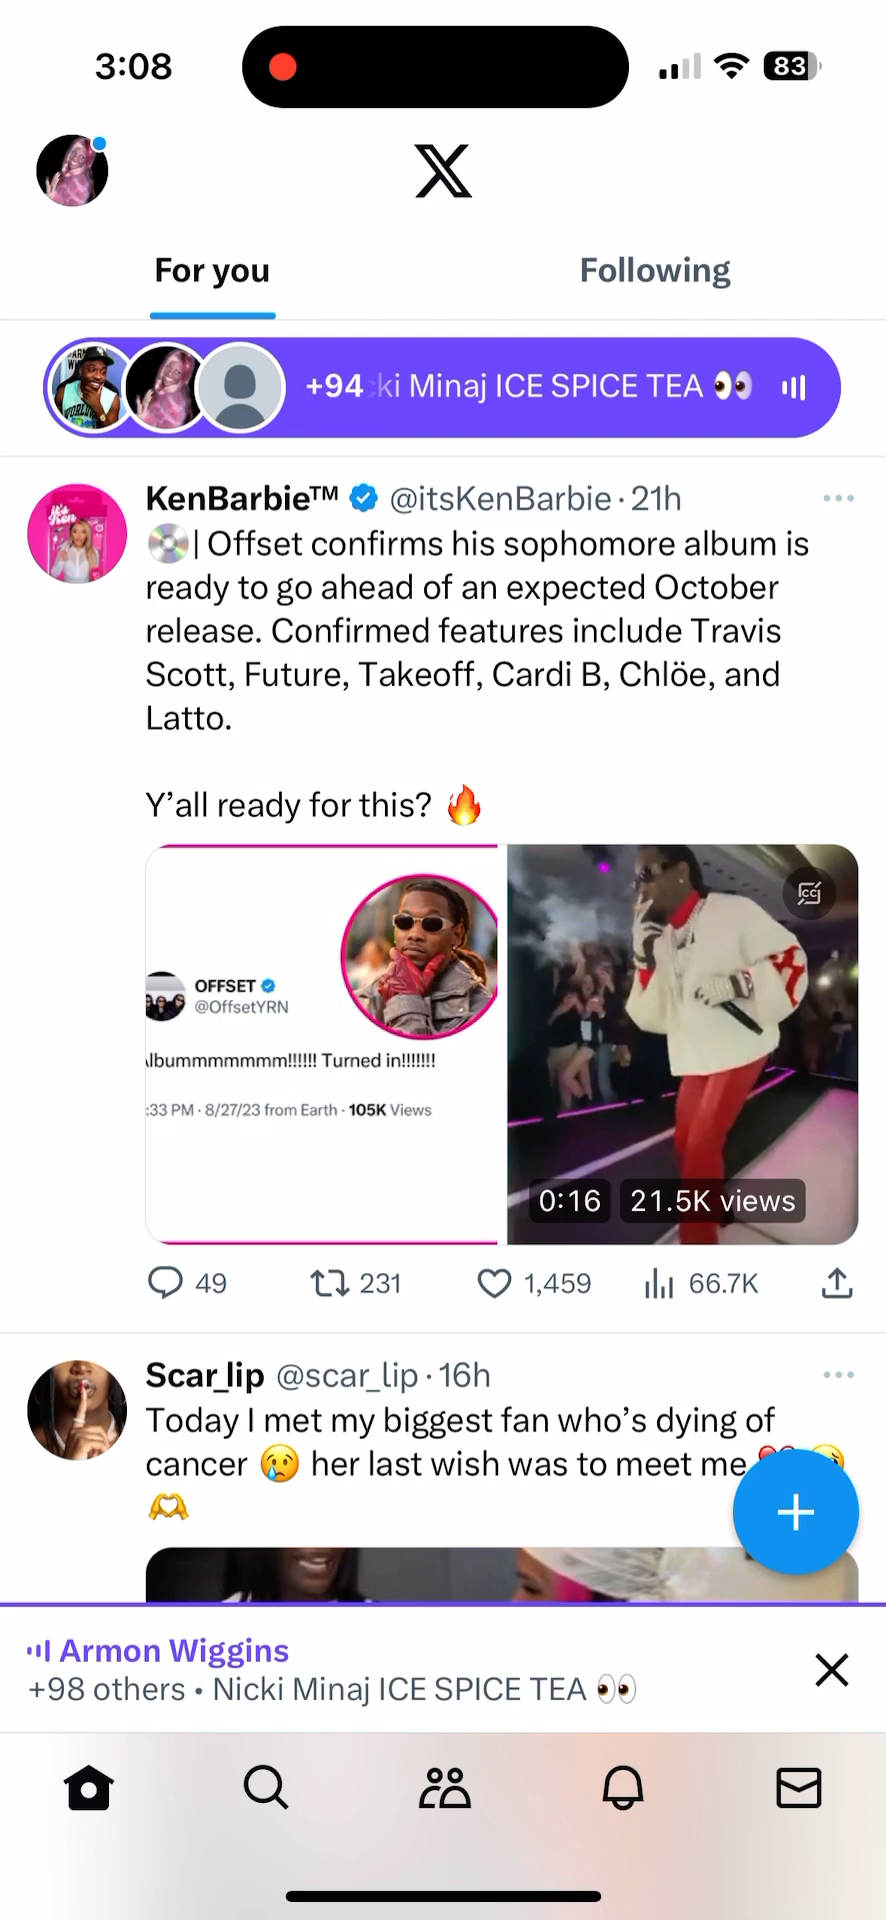 3:08
83
For you
Following
+94 ki Minaj ICE SPICE TEA 👀
KenBarbie™ @itsKenBarbie · 21h
💿| Offset confirms his sophomore album is
ready to go ahead of an expected October
release. Confirmed features include Travis
Scott, Future, Takeoff, Cardi B, Chlöe, and
Latto.
Y’all ready for this? 🔥
OFFSET
@OffsetYRN
lbummmmmmm!!!!!! Turned in!!!!!!!
:33 PM · 8/27/23 from Earth · 105K Views
0:16 21.5K views
49 231 1,459 66.7K
Scar_lip @scar_lip · 16h
Today I met my biggest fan who’s dying of
cancer 😢 her last wish was to meet me
🫶
Armon Wiggins
+98 others • Nicki Minaj ICE SPICE TEA 👀